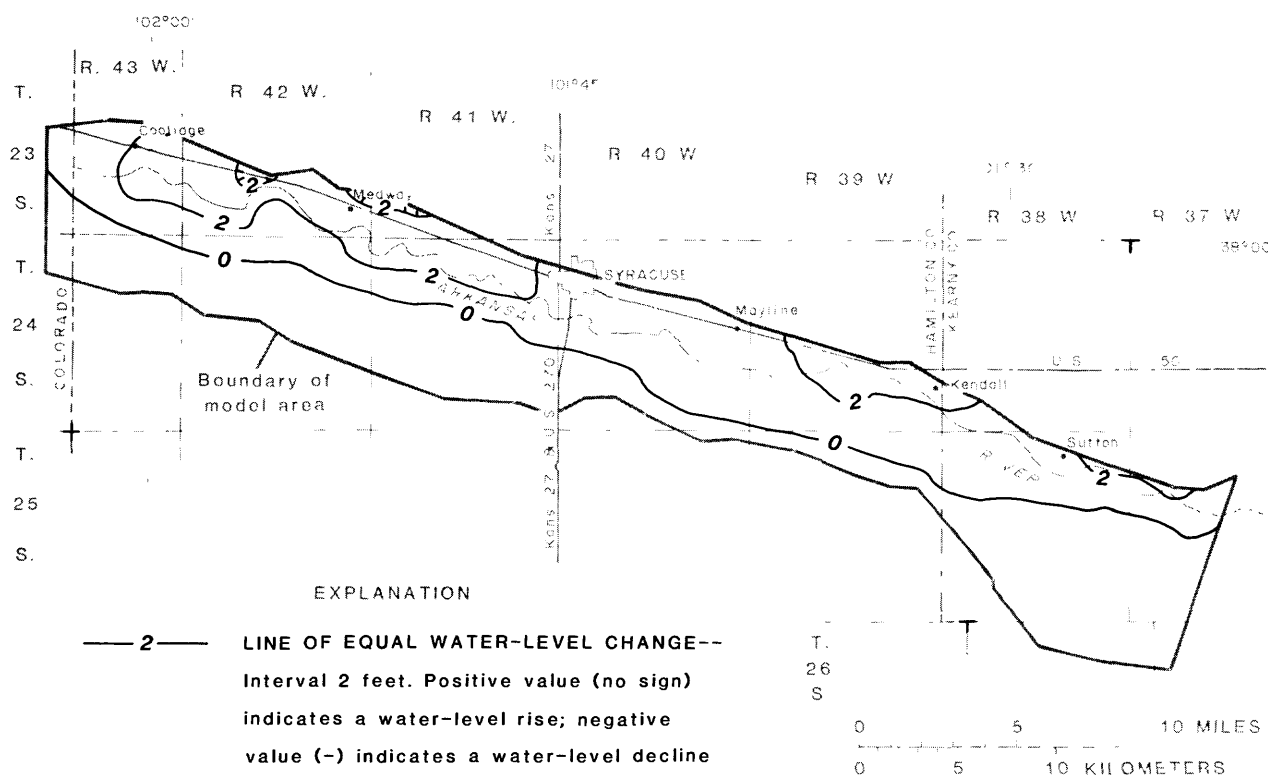 102°00'
R. 43 W.
T.
R 42 W.
101°45'
R 41 W.
Coolidge
23
R 40 W
Kans 27
R 39 W
S.
Medway
R 38 W
R 37 W
2
2
2
2
2
0
0
T.
38°00'
SYRACUSE
ARKANSAS
HAMILTON CO
KEARNY CO
COLORADO
24
Mayline
U S 50
S.
Boundary of
model area
Kendall
2
0
Kans 27 & U S 270
Sutton
T.
RIVER
2
25
S.
EXPLANATION
2 LINE OF EQUAL WATER-LEVEL CHANGE--
Interval 2 feet. Positive value (no sign)
indicates a water-level rise; negative
value (-) indicates a water-level decline
T.
26
S
0 5 10 MILES
0 5 10 KILOMETERS